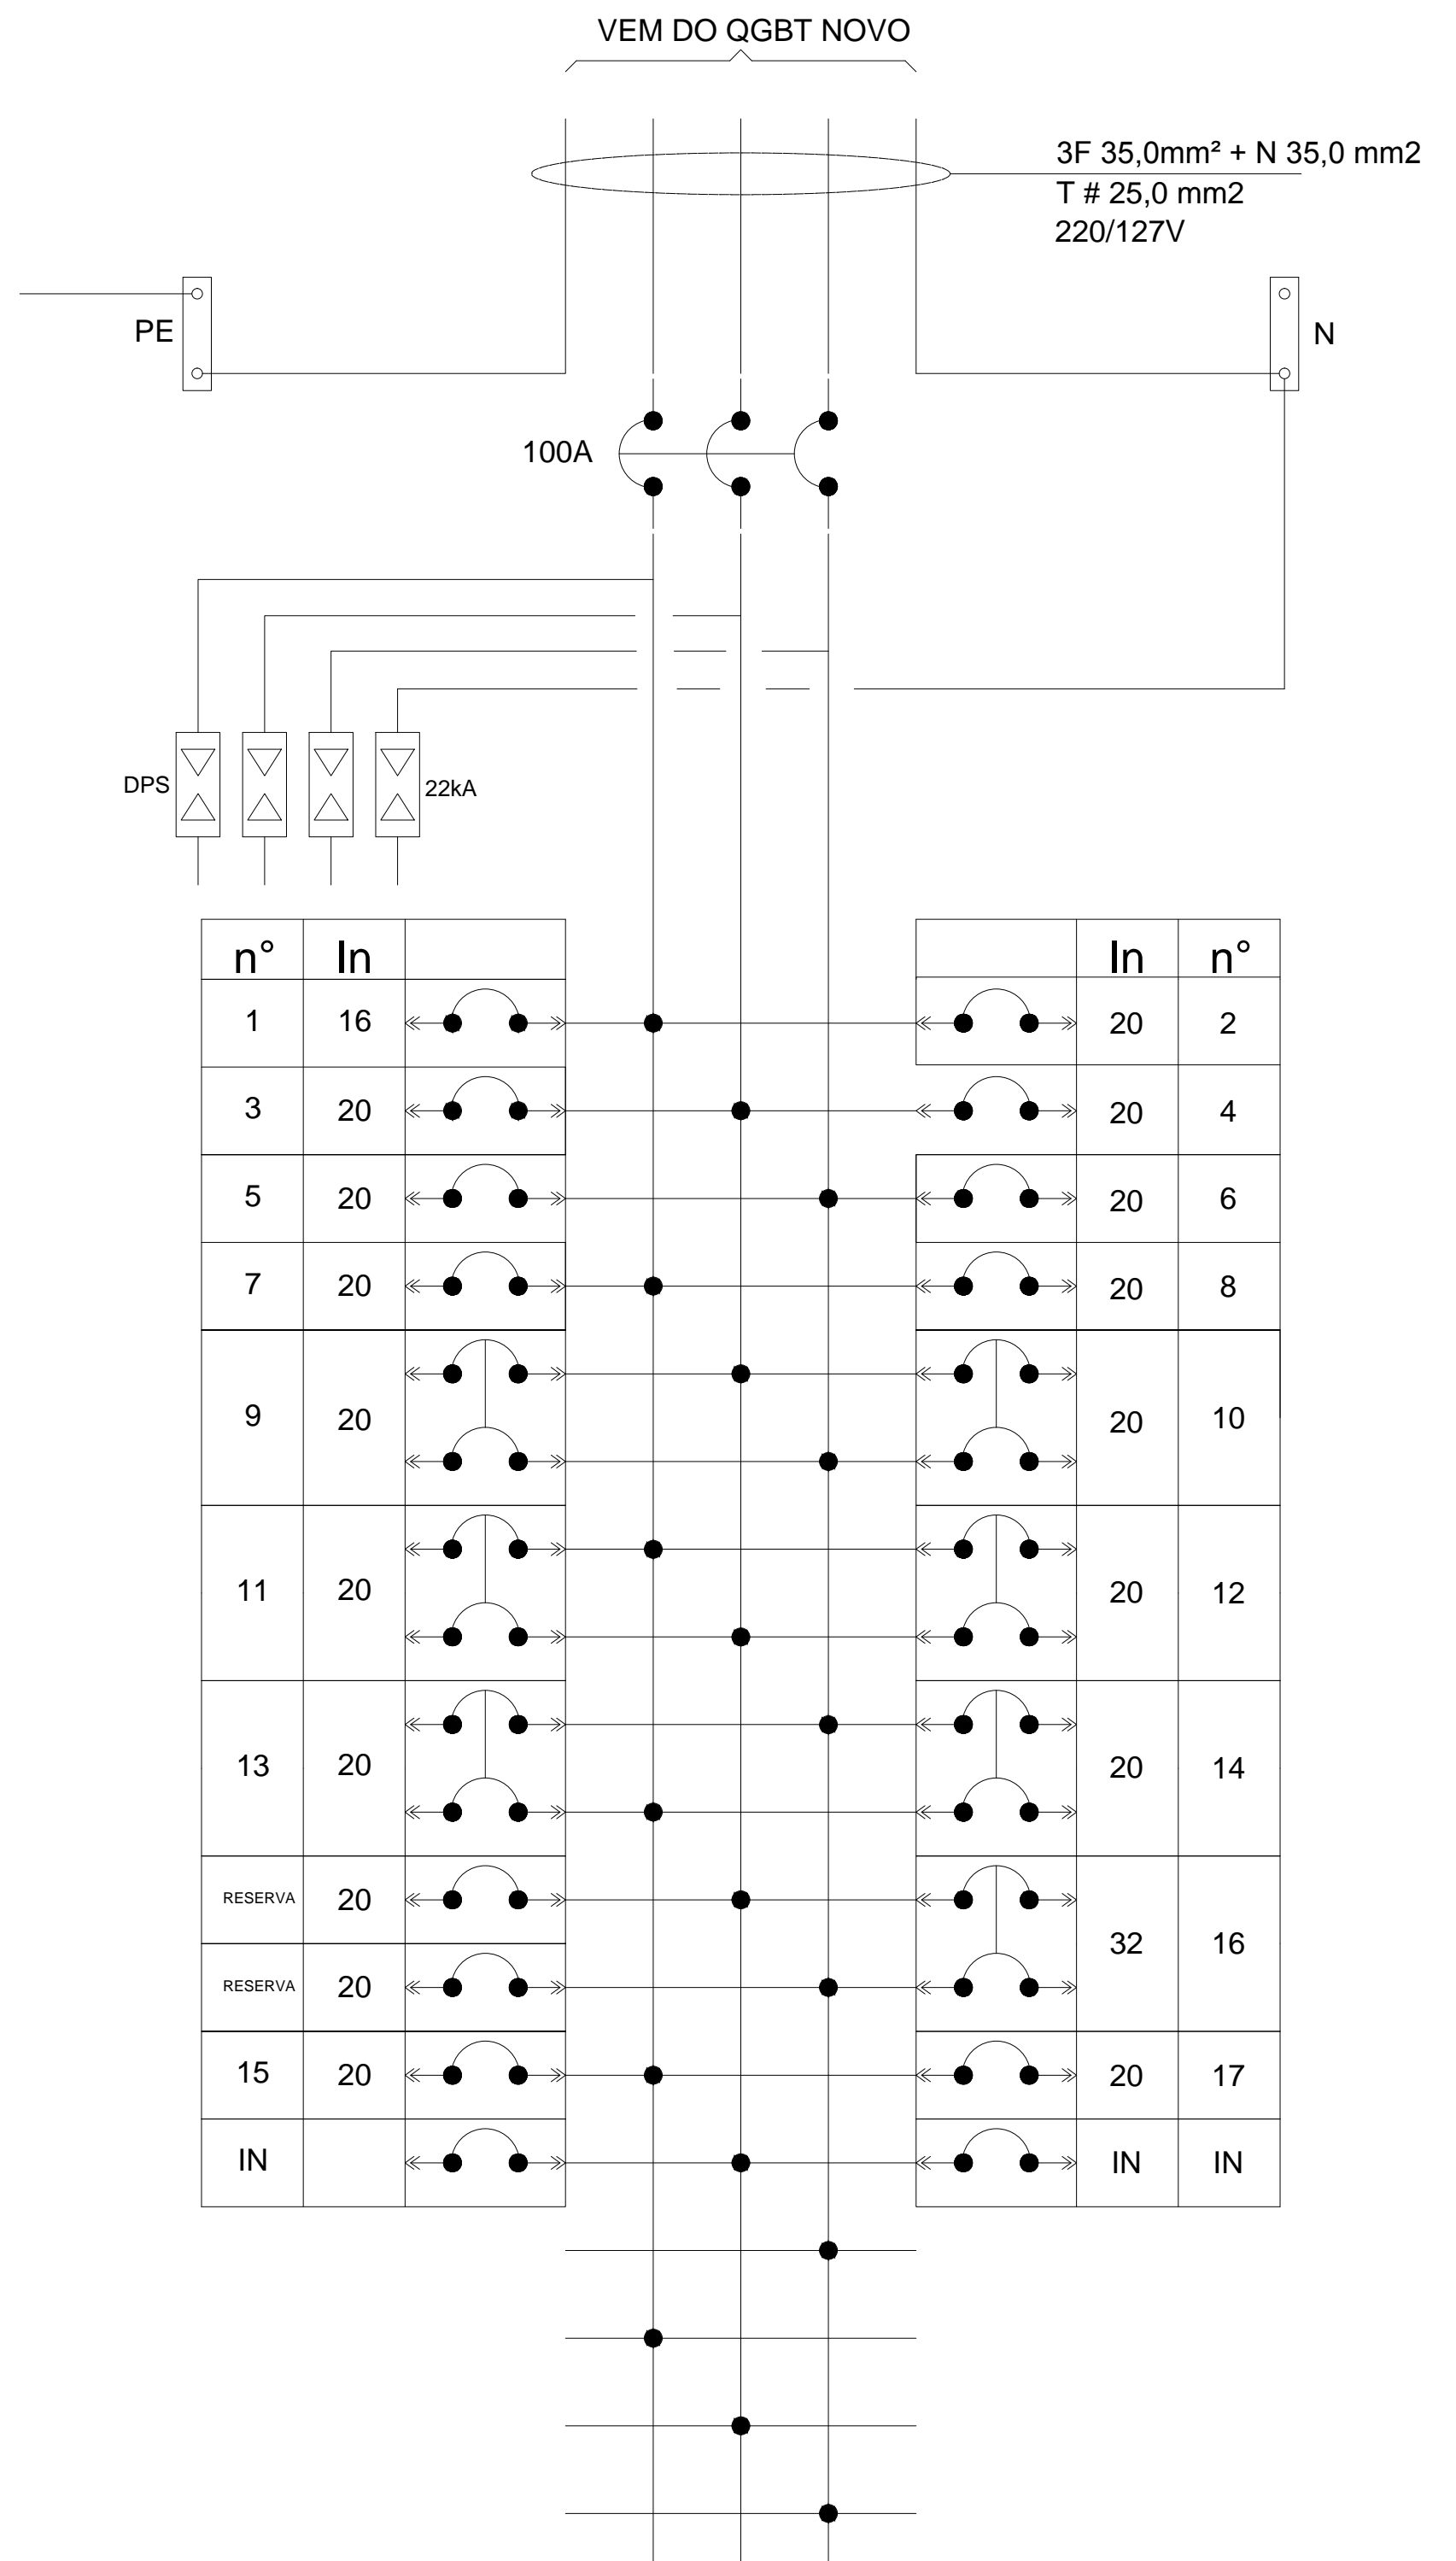 VEM DO QGBT NOVO
3F 35,0mm² + N 35,0 mm2
T # 25,0 mm2
220/127V
PE
N
100A
DPS
22kA
n° In In n°
1 16 20 2
3 20 20 4
5 20 20 6
7 20 20 8
9 20 20 10
11 20 20 12
13 20 20 14
RESERVA 20
32 16
RESERVA 20
15 20 20 17
IN IN IN